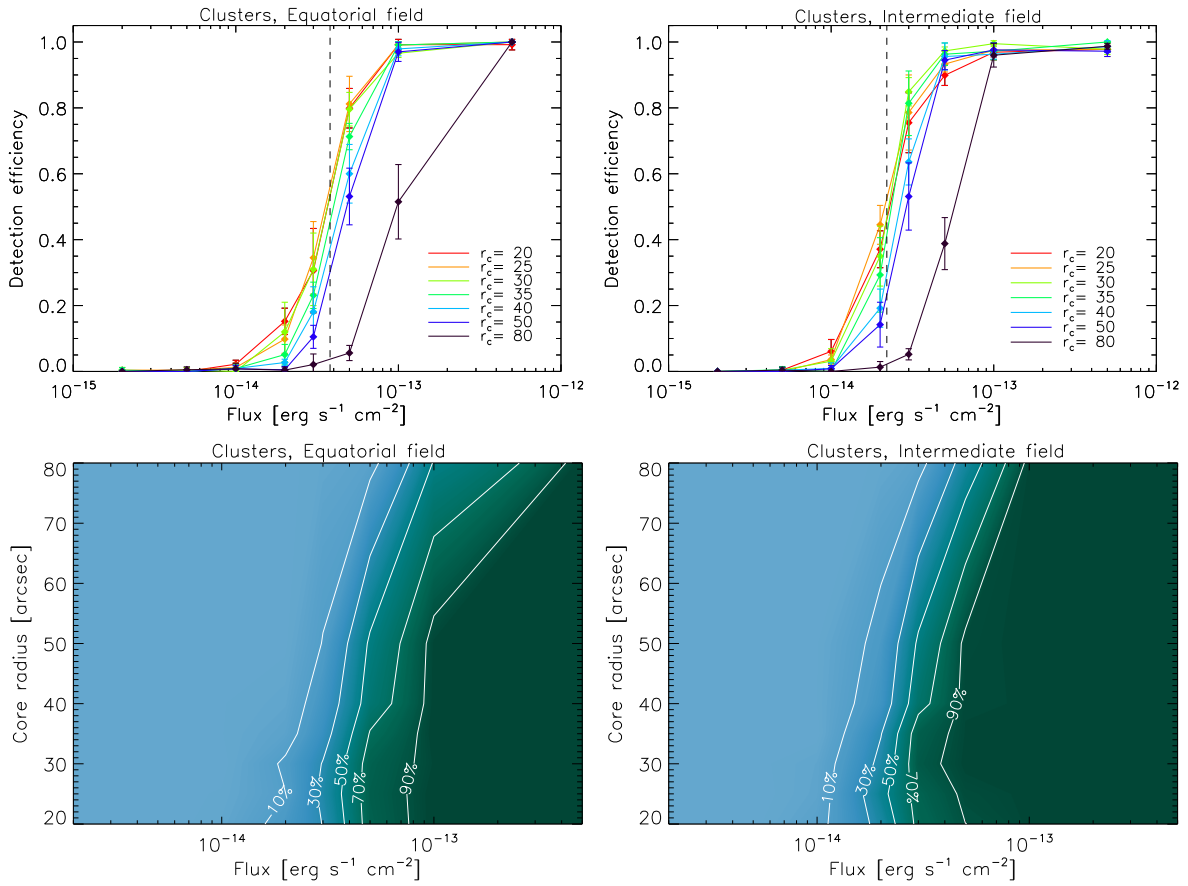 Clusters, Equatorial field
Detection efficiency
1.0
0.8
0.6
0.4
0.2
0.0
r_c= 20
r_c= 25
r_c= 30
r_c= 35
r_c= 40
r_c= 50
r_c= 80
10^-15 10^-14 10^-13 10^-12
Flux [erg s^-1 cm^-2]
Clusters, Intermediate field
Detection efficiency
1.0
0.8
0.6
0.4
0.2
0.0
r_c= 20
r_c= 25
r_c= 30
r_c= 35
r_c= 40
r_c= 50
r_c= 80
10^-15 10^-14 10^-13 10^-12
Flux [erg s^-1 cm^-2]
Clusters, Equatorial field
Core radius [arcsec]
80
70
60
50
40
30
20
10% 30% 50% 70% 90%
10^-14 10^-13
Flux [erg s^-1 cm^-2]
Clusters, Intermediate field
Core radius [arcsec]
80
70
60
50
40
30
20
10% 30% 50% 70% 90%
10^-14 10^-13
Flux [erg s^-1 cm^-2]